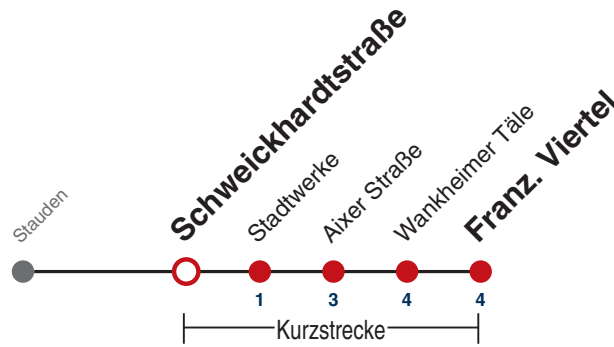 Stauden
Schweickhardtstraße
Stadtwerke
Aixer Straße
Wankheimer Täle
Franz. Viertel
1 3 4 4
Kurzstrecke